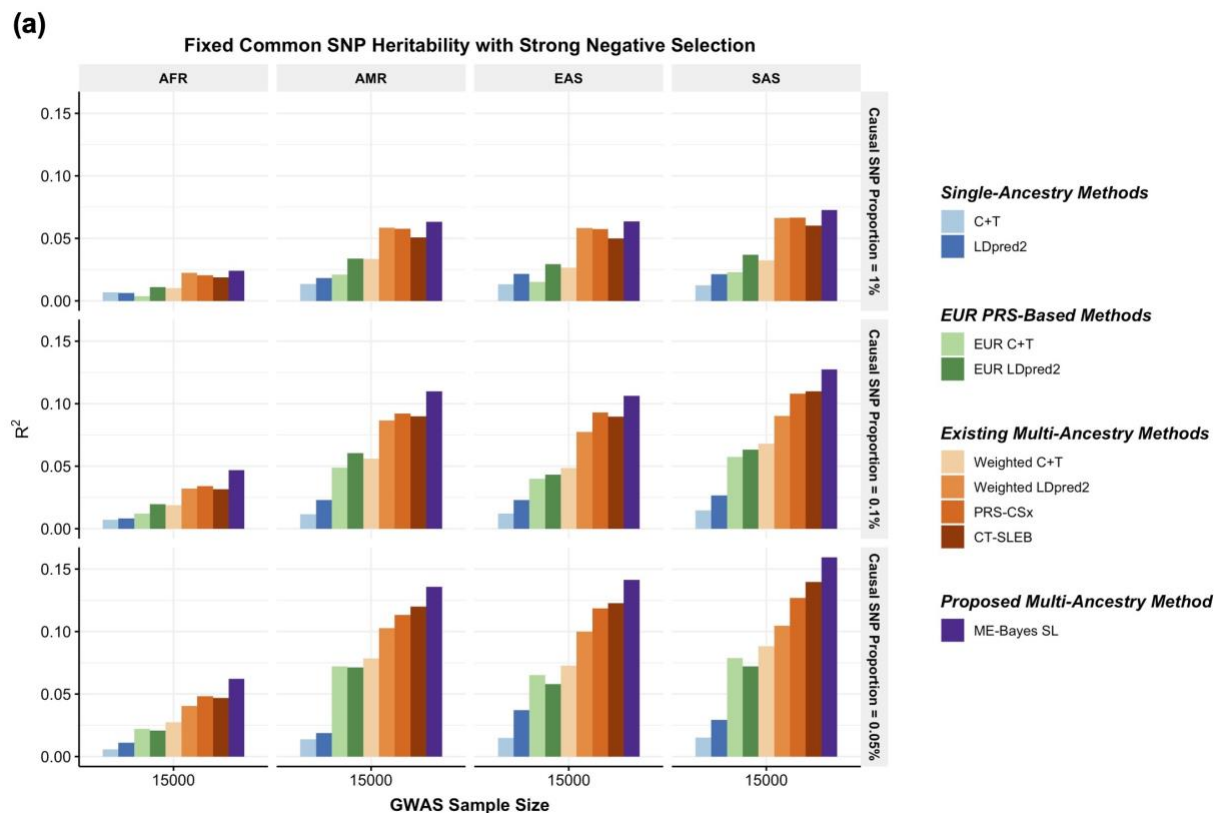 (a)
Fixed Common SNP Heritability with Strong Negative Selection
AFR
AMR
EAS
SAS
0.15
0.10
0.05
0.00
Causal SNP Proportion = 1%
0.15
0.10
0.05
0.00
Causal SNP Proportion = 0.1%
0.15
0.10
0.05
0.00
Causal SNP Proportion = 0.05%
R²
15000
15000
15000
15000
GWAS Sample Size
Single-Ancestry Methods
C+T
LDpred2
EUR PRS-Based Methods
EUR C+T
EUR LDpred2
Existing Multi-Ancestry Methods
Weighted C+T
Weighted LDpred2
PRS-CSx
CT-SLEB
Proposed Multi-Ancestry Method
ME-Bayes SL